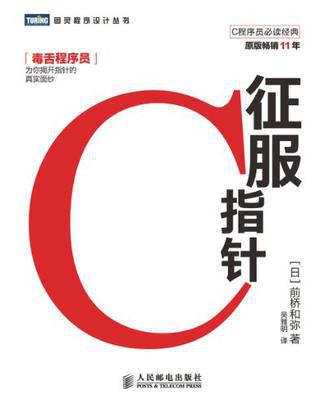 TURING
图灵程序设计丛书
C程序员必读经典
原版畅销11年
「毒舌程序员」
为你揭开指针的
真实面纱
C
征服
指针
［日］前桥和弥 著
吴雅明 译
人民邮电出版社
POSTS & TELECOM PRESS